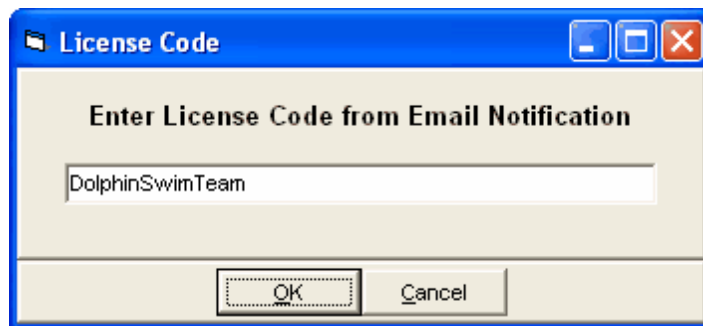 License Code
Enter License Code from Email Notification
DolphinSwimTeam
OK
Cancel